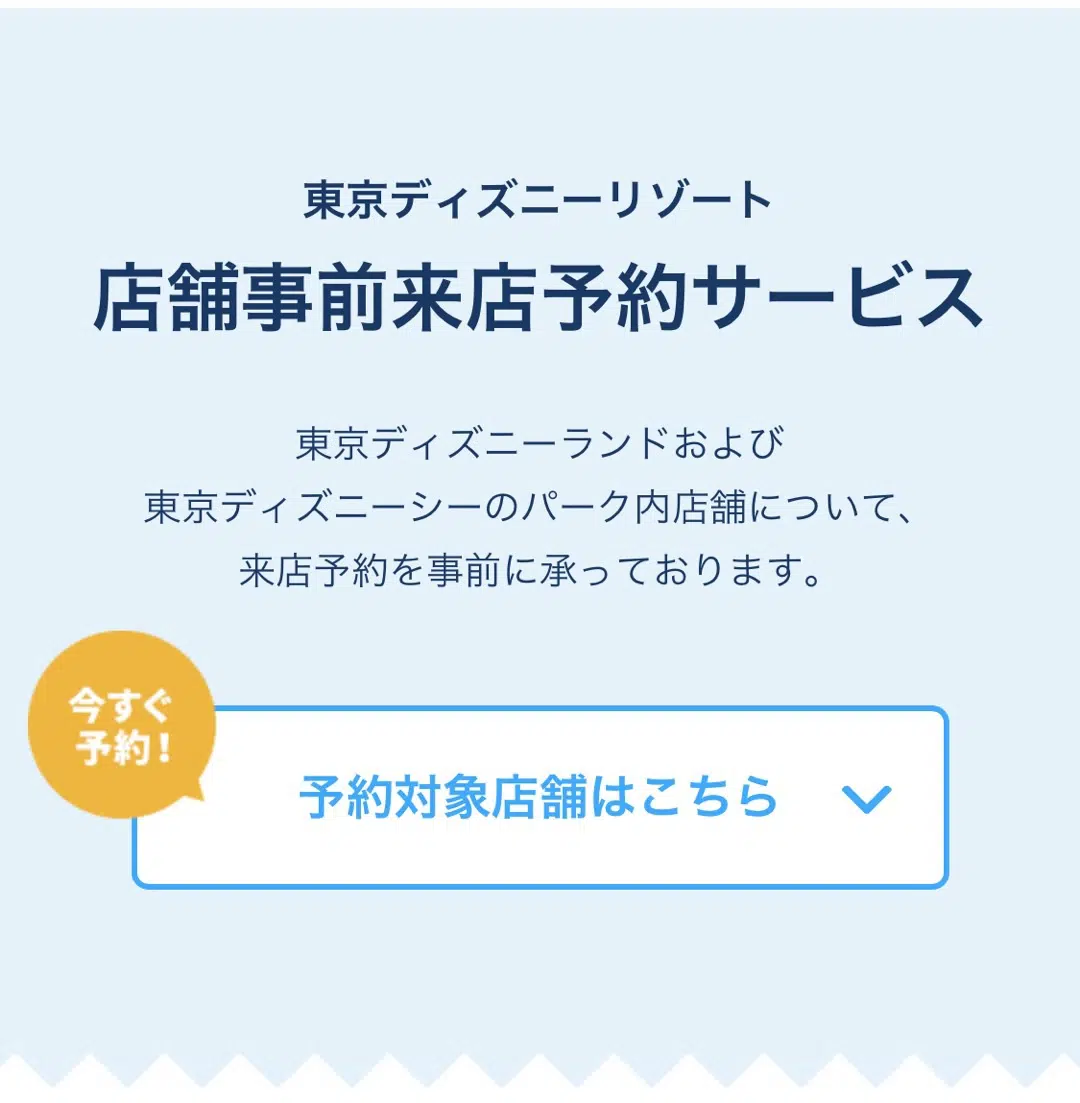 東京ディズニーリゾート
店舗事前来店予約サービス
東京ディズニーランドおよび
東京ディズニーシーのパーク内店舗について、
来店予約を事前に承っております。
今すぐ
予約！
予約対象店舗はこちら